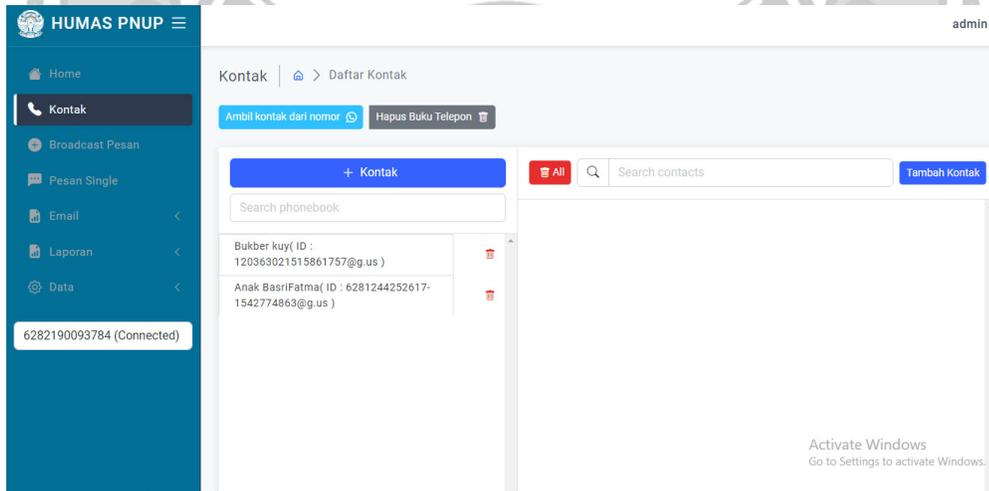 HUMAS PNUP
admin
Home
Kontak
Broadcast Pesan
Pesan Single
Email
Laporan
Data
6282190093784 (Connected)
Kontak
Daftar Kontak
Ambil kontak dari nomor
Hapus Buku Telepon
+ Kontak
Search phonebook
Bukber kuy( ID :
120363021515861757@g.us )
Anak BasriFatma( ID : 6281244252617-
1542774863@g.us )
All
Search contacts
Tambah Kontak
Activate Windows
Go to Settings to activate Windows.